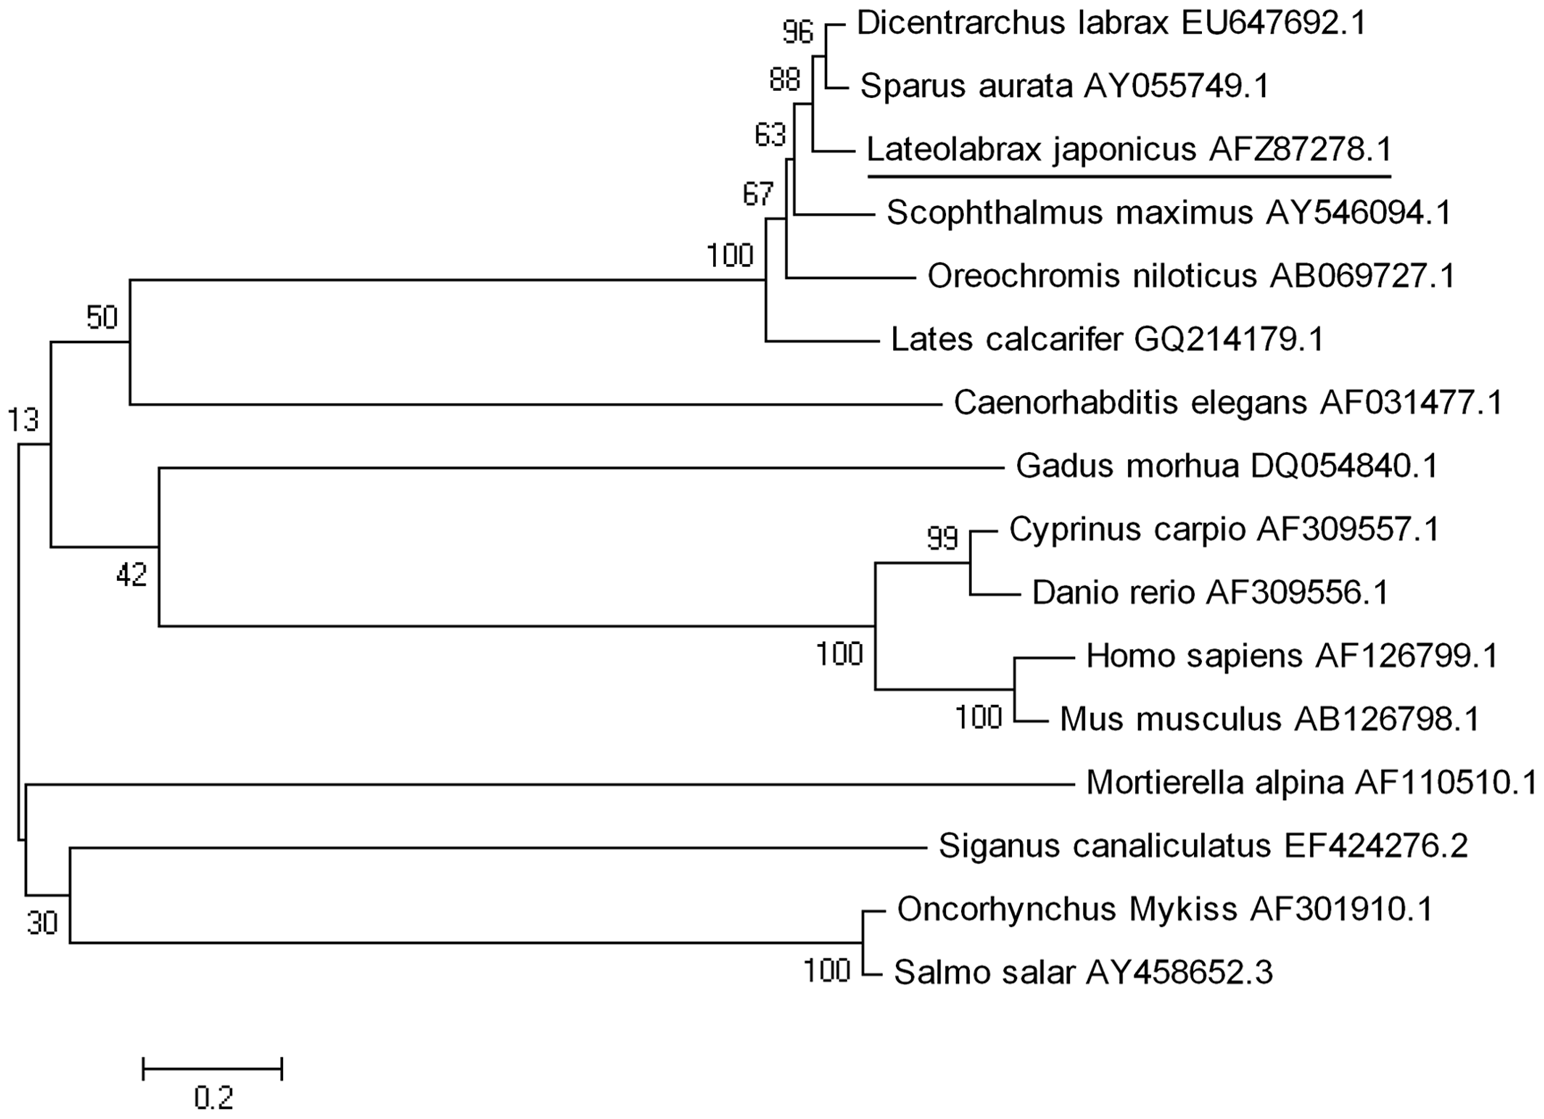 96
Dicentrarchus labrax EU647692.1
88
Sparus aurata AY055749.1
63
Lateolabrax japonicus AFZ87278.1
67
Scophthalmus maximus AY546094.1
100
Oreochromis niloticus AB069727.1
50
Lates calcarifer GQ214179.1
13
Caenorhabditis elegans AF031477.1
Gadus morhua DQ054840.1
99
Cyprinus carpio AF309557.1
42
Danio rerio AF309556.1
100
Homo sapiens AF126799.1
100
Mus musculus AB126798.1
Mortierella alpina AF110510.1
Siganus canaliculatus EF424276.2
30
Oncorhynchus Mykiss AF301910.1
100
Salmo salar AY458652.3
0.2